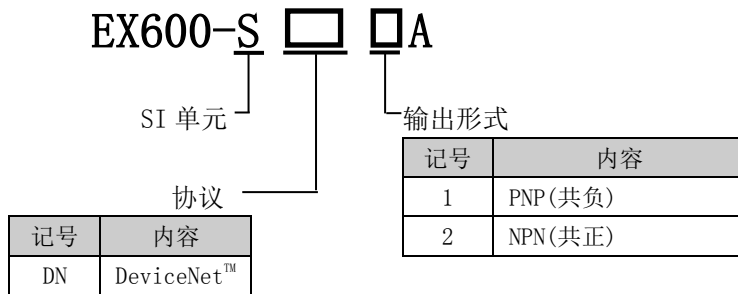 EX600-S □ □A
SI 单元
输出形式
记号 内容
1 PNP(共负)
2 NPN(共正)
协议
记号 内容
DN DeviceNet™